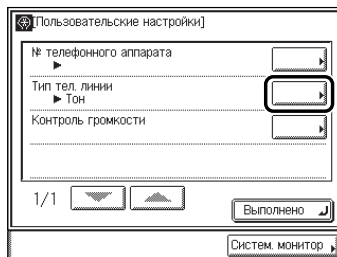 [Пользовательские настройки]
№ телефонного аппарата
▶
Тип тел. линии
▶ Тон
Контроль громкости
1/1
Выполнено
Систем. монитор